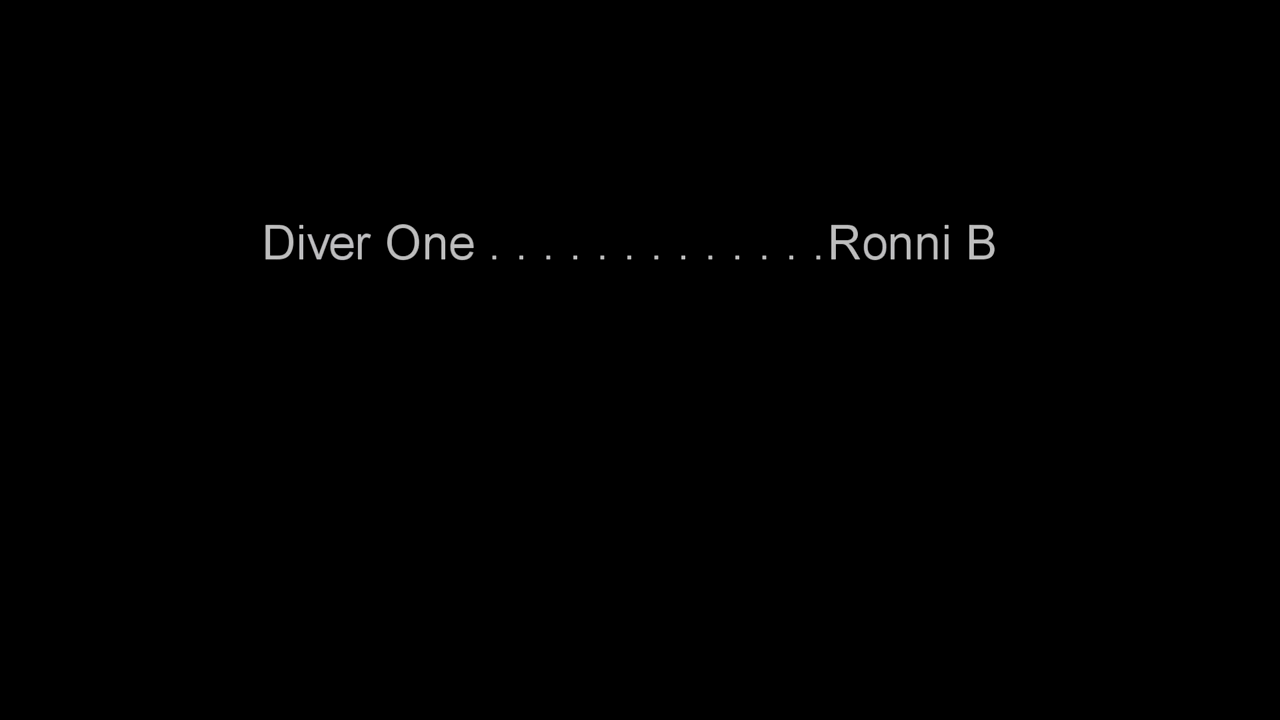 Diver One . . . . . . . . . . . . .Ronni B